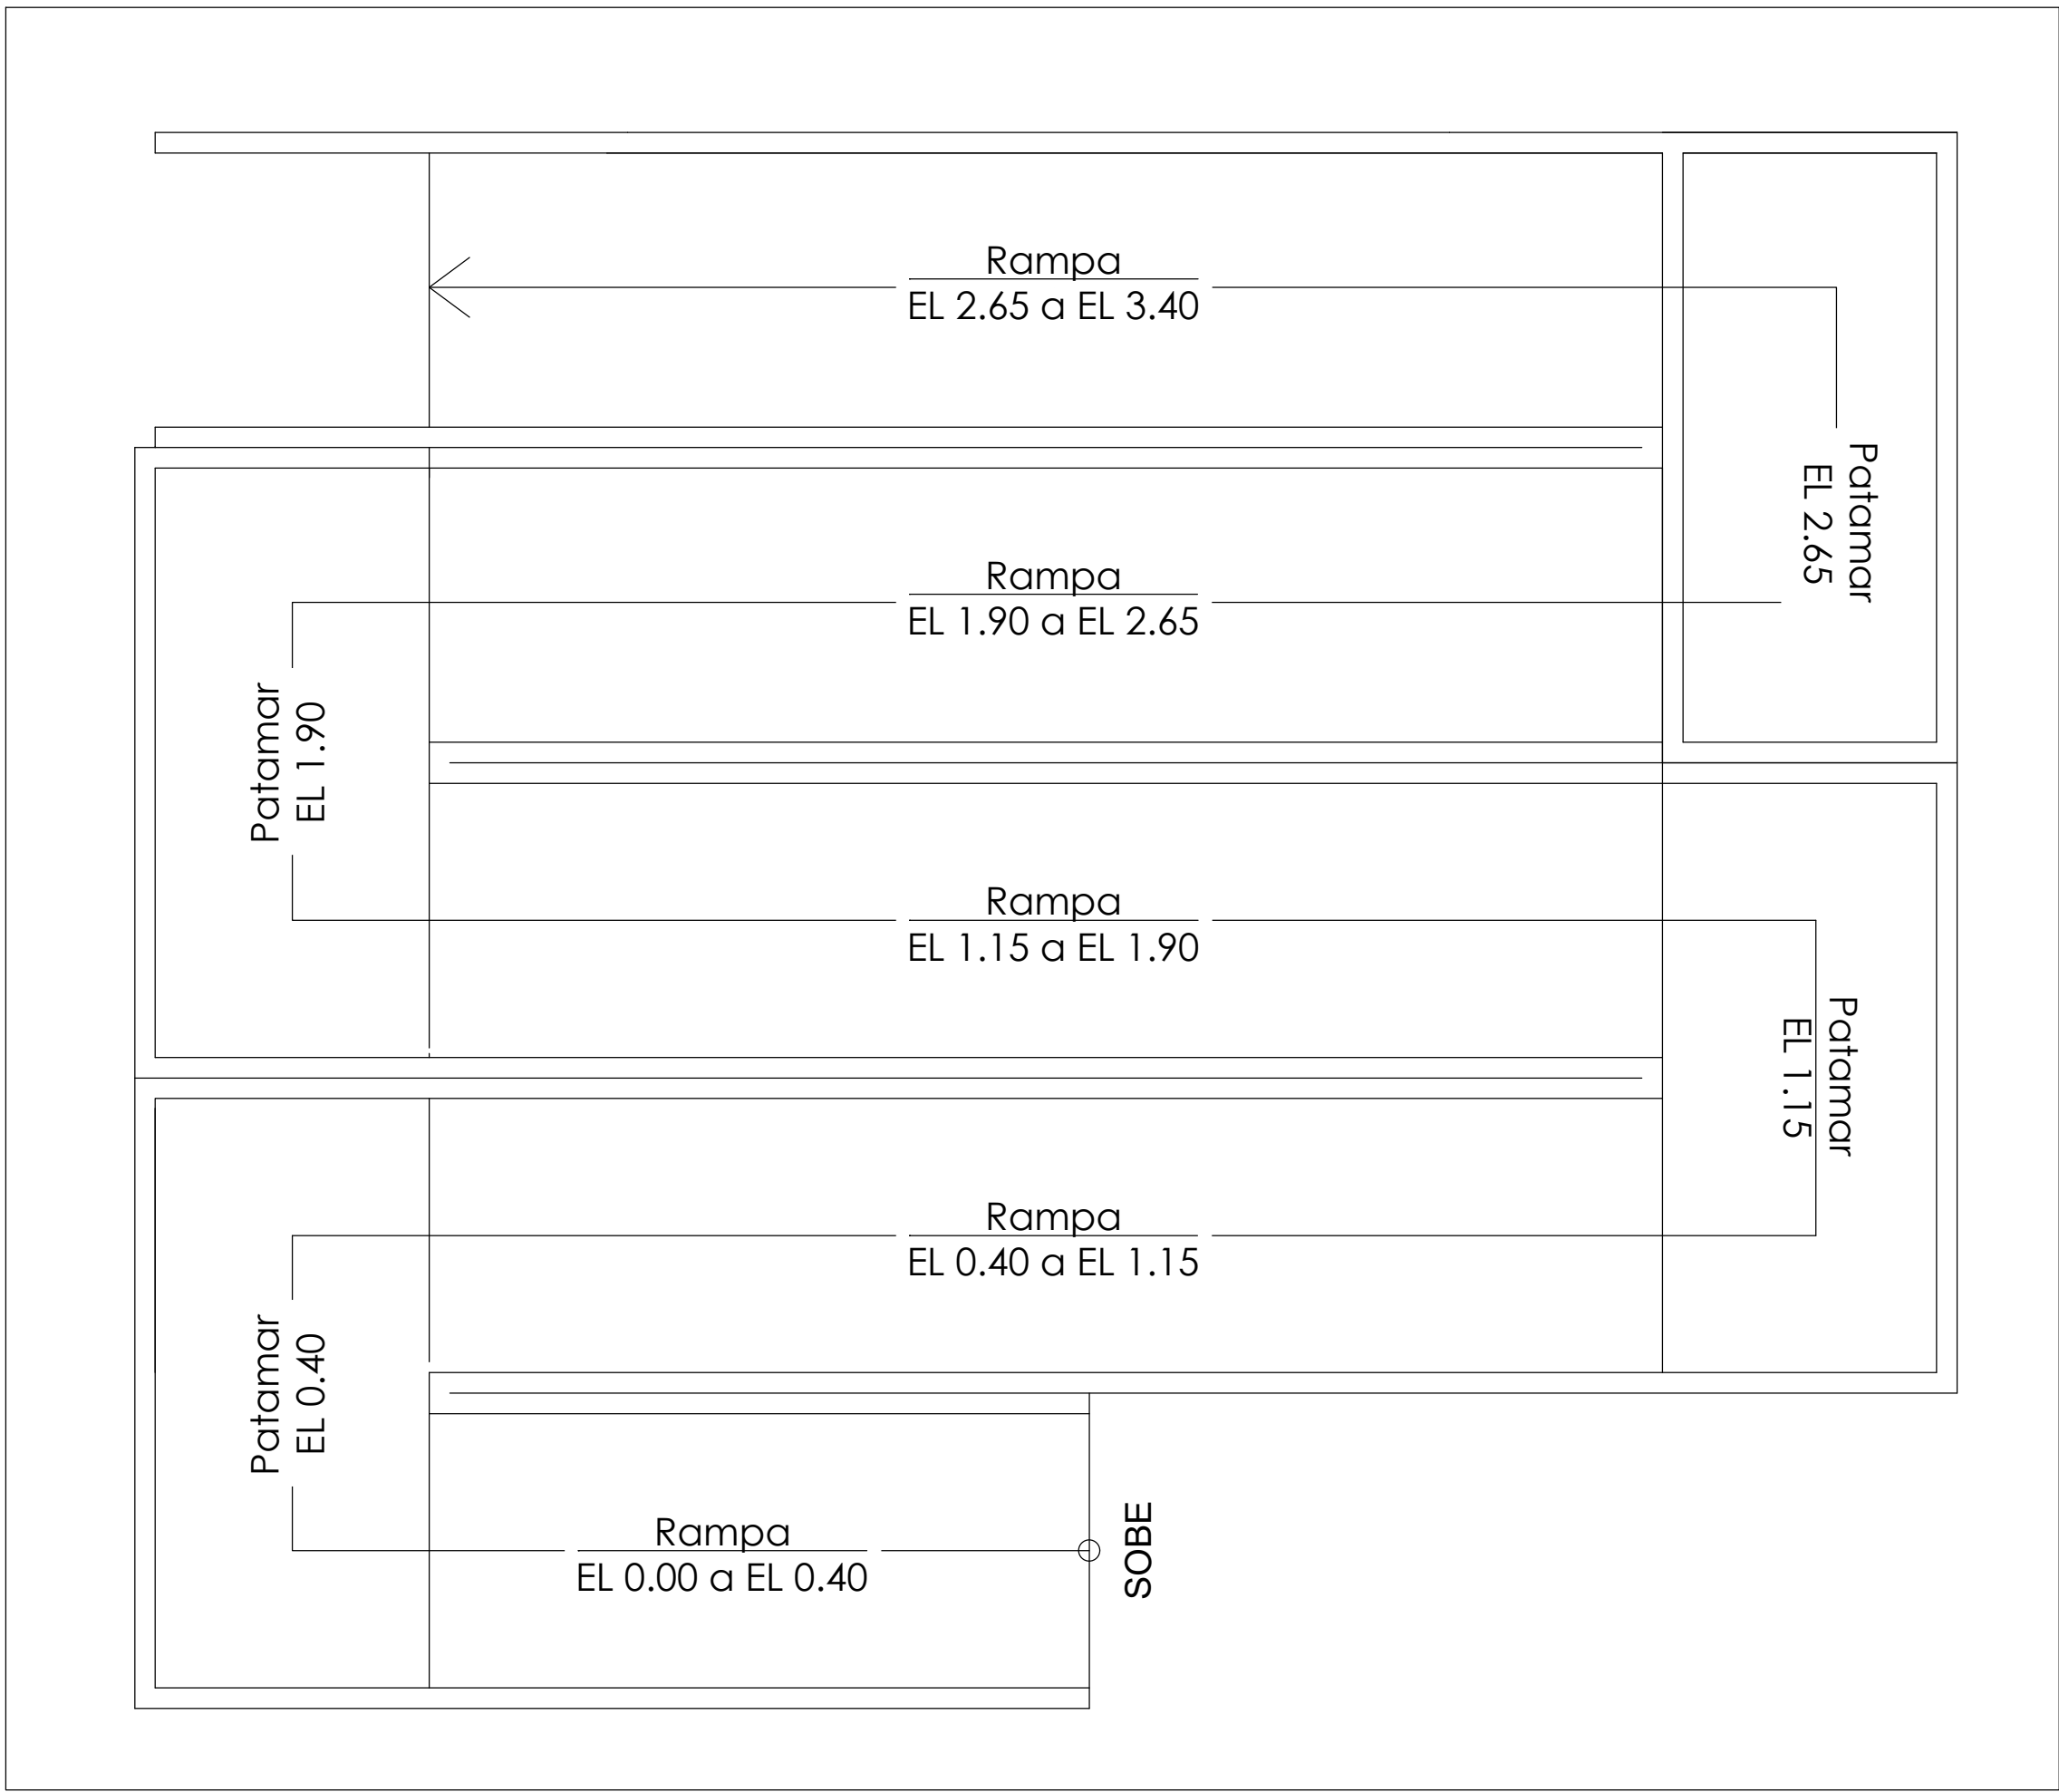 Rampa
EL 2.65 a EL 3.40
Patamar
EL 2.65
Rampa
EL 1.90 a EL 2.65
Patamar
EL 1.90
Rampa
EL 1.15 a EL 1.90
Patamar
EL 1.15
Rampa
EL 0.40 a EL 1.15
Patamar
EL 0.40
Rampa
EL 0.00 a EL 0.40
SOBE